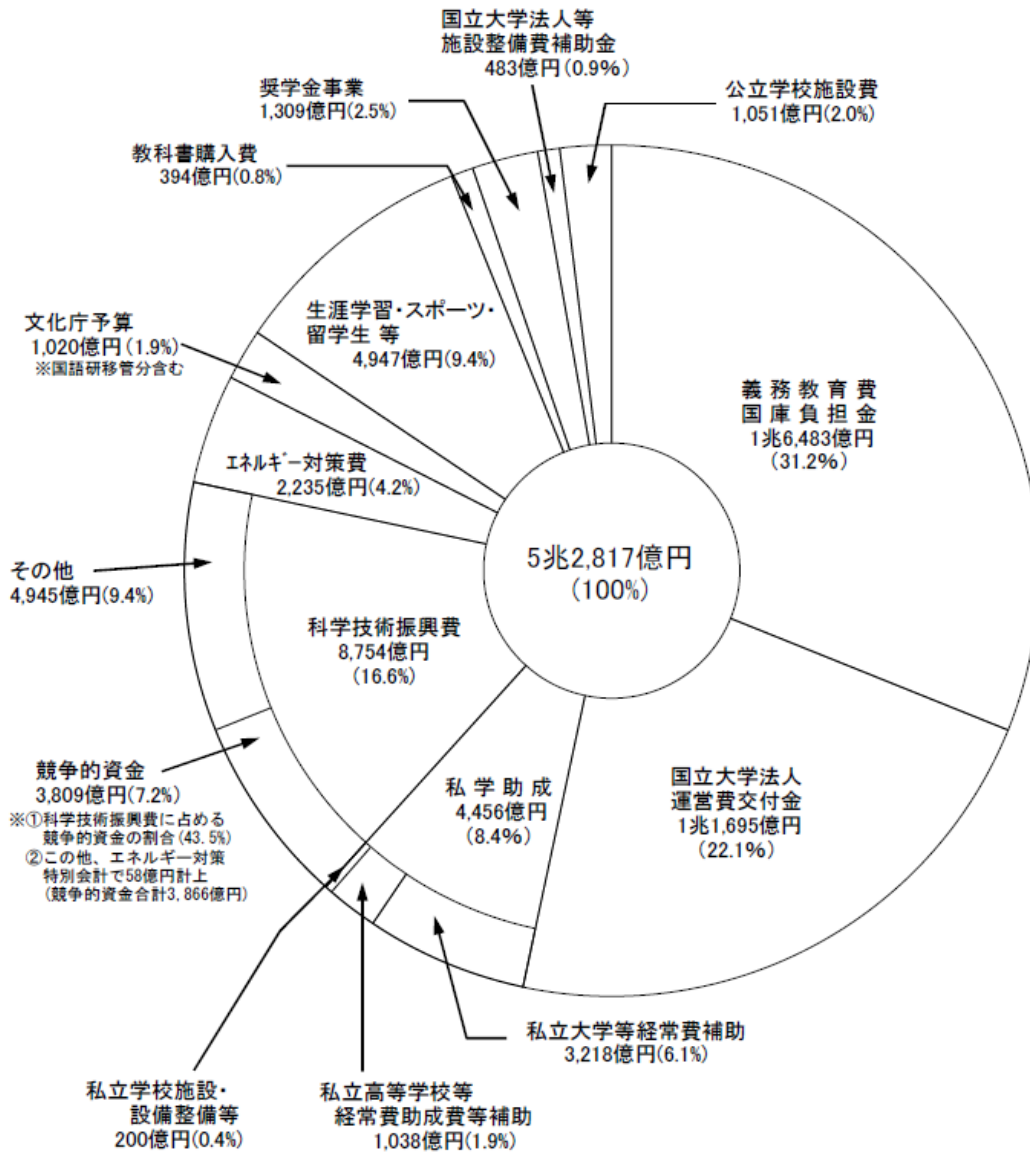 国立大学法人等
施設整備費補助金
483億円(0.9%)
公立学校施設費
1,051億円(2.0%)
奨学金事業
1,309億円(2.5%)
教科書購入費
394億円(0.8%)
生涯学習・スポーツ・
留学生 等
4,947億円(9.4%)
文化庁予算
1,020億円(1.9%)
※国語研移管分含む
エネルギー対策費
2,235億円(4.2%)
義務教育費
国庫負担金
1兆6,483億円
(31.2%)
5兆2,817億円
(100%)
その他
4,945億円(9.4%)
科学技術振興費
8,754億円
(16.6%)
競争的資金
3,809億円(7.2%)
※①科学技術振興費に占める
競争的資金の割合(43.5%)
②この他、エネルギー対策
特別会計で58億円計上
(競争的資金合計3,866億円)
私学助成
4,456億円
(8.4%)
国立大学法人
運営費交付金
1兆1,695億円
(22.1%)
私立大学等経常費補助
3,218億円(6.1%)
私立高等学校等
経常費助成費等補助
1,038億円(1.9%)
私立学校施設・
設備整備等
200億円(0.4%)